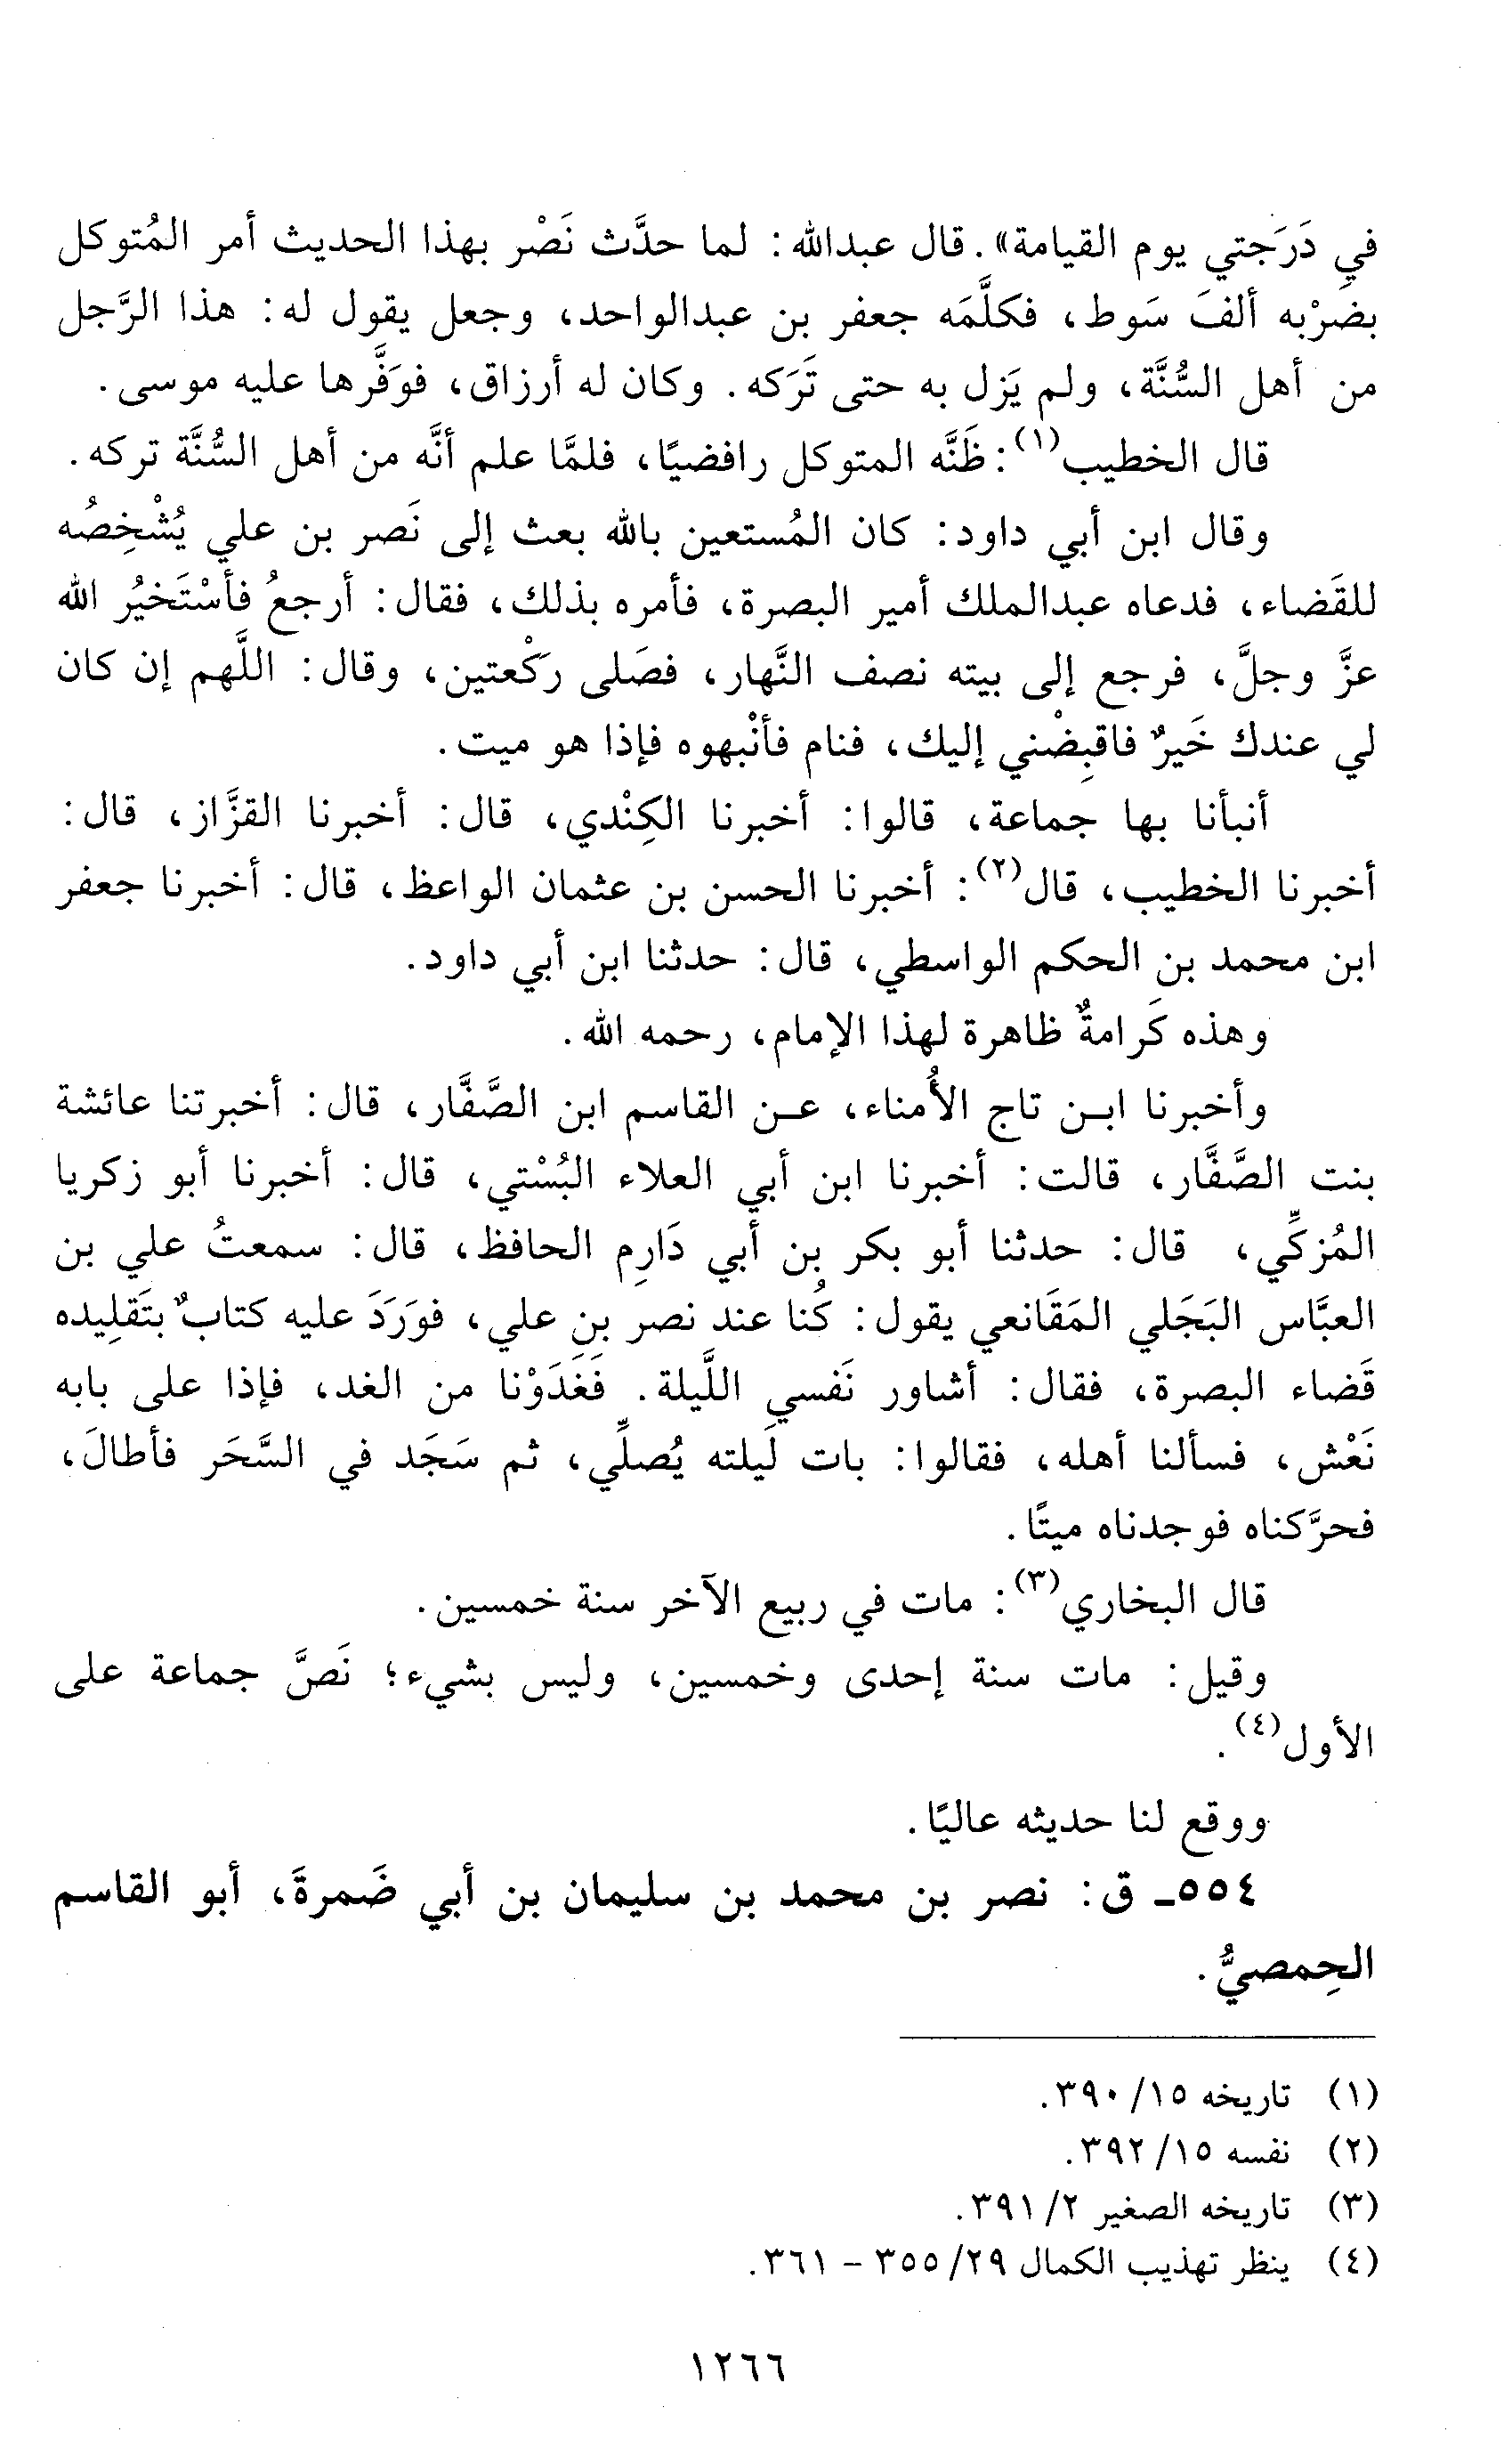 في دَرَجتي يوم القيامة». قال عبدالله: لما حدَّث نَصْر بهذا الحديث أمر المُتوكل
بضرْبه ألفَ سَوط، فكلَّمَه جعفر بن عبدالواحد، وجعل يقول له: هذا الرَّجل
من أهل السُّنَّة، ولم يَزل به حتى تَرَكه. وكان له أرزاق، فوَفَّرها عليه موسى.
قال الخطيب(١): ظَنَّه المتوكل رافضيًا، فلمَّا علم أنَّه من أهل السُّنَّة تركه.
وقال ابن أبي داود: كان المُستعين بالله بعث إلى نَصر بن علي يُشْخِصُه
للقَضاء، فدعاه عبدالملك أمير البصرة، فأمره بذلك، فقال: أرجعُ فأسْتَخيُر الله
عزَّ وجلَّ، فرجع إلى بيته نصف النَّهار، فصَلى ركْعتين، وقال: اللَّهم إن كان
لي عندك خَيرٌ فاقبِضْني إليك، فنام فأنْبهوه فإذا هو ميت.
أنبأنا بها جماعة، قالوا: أخبرنا الكِنْدي، قال: أخبرنا القزَّاز، قال:
أخبرنا الخطيب، قال(٢): أخبرنا الحسن بن عثمان الواعظ، قال: أخبرنا جعفر
ابن محمد بن الحكم الواسطي، قال: حدثنا ابن أبي داود.
وهذه كَرامةٌ ظاهرة لهذا الإمام، رحمه الله.
وأخبرنا ابن تاج الأُمناء، عن القاسم ابن الصَّفَّار، قال: أخبرتنا عائشة
بنت الصَّفَّار، قالت: أخبرنا ابن أبي العلاء البُسْتي، قال: أخبرنا أبو زكريا
المُزكِّي، قال: حدثنا أبو بكر بن أبي دَارِم الحافظ، قال: سمعتُ علي بن
العبَّاس البَجَلي المَقَانعي يقول: كُنا عند نصر بن علي، فوَرَدَ عليه كتابٌ بتَقلِيده
قَضاء البصرة، فقال: أشاور نَفسي اللَّيلة. فَغَدَوْنا من الغد، فإذا على بابه
نَعْش، فسألنا أهله، فقالوا: بات لَيلته يُصلِّي، ثم سَجَد في السَّحَر فأطالَ،
فحرَّكناه فوجدناه ميتًا.
قال البخاري(٣): مات في ربيع الآخر سنة خمسين.
وقيل: مات سنة إحدى وخمسين، وليس بشيء؛ نَصَّ جماعة على
الأول(٤).
ووقع لنا حديثه عاليًا.
٥٥٤ـ ق: نصر بن محمد بن سليمان بن أبي ضَمرةَ، أبو القاسم
الحِمصيُّ.
(١) تاريخه ١٥/ ٣٩٠.
(٢) نفسه ١٥/ ٣٩٢.
(٣) تاريخه الصغير ٢/ ٣٩١.
(٤) ينظر تهذيب الكمال ٢٩/ ٣٥٥ - ٣٦١.
١٢٦٦